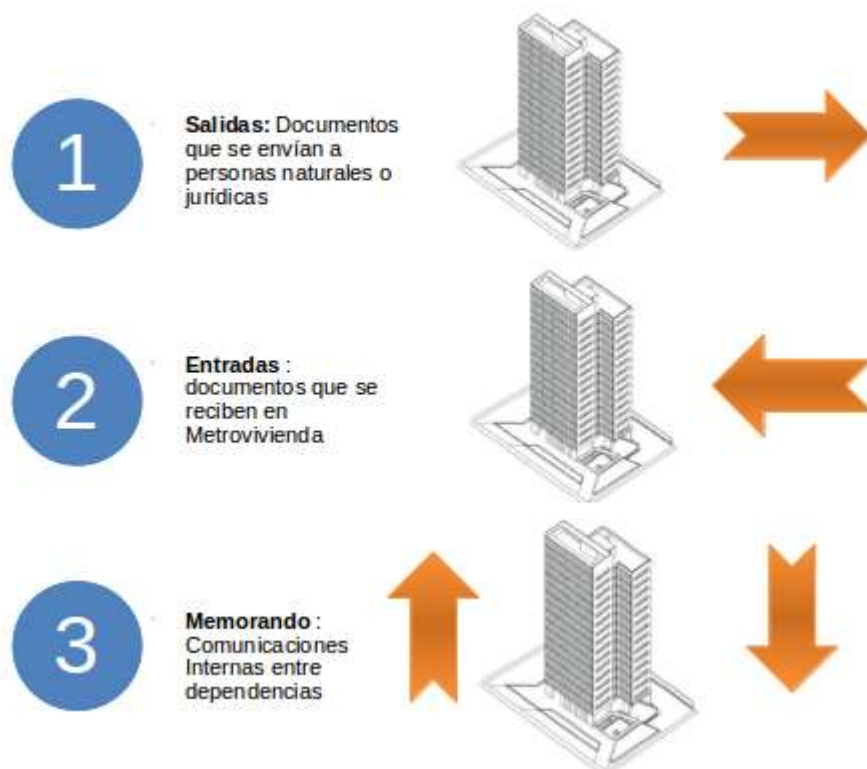 1
Salidas: Documentos
que se envían a
personas naturales o
jurídicas
2
Entradas :
documentos que se
reciben en
Metrovivienda
3
Memorando :
Comunicaciones
Internas entre
dependencias